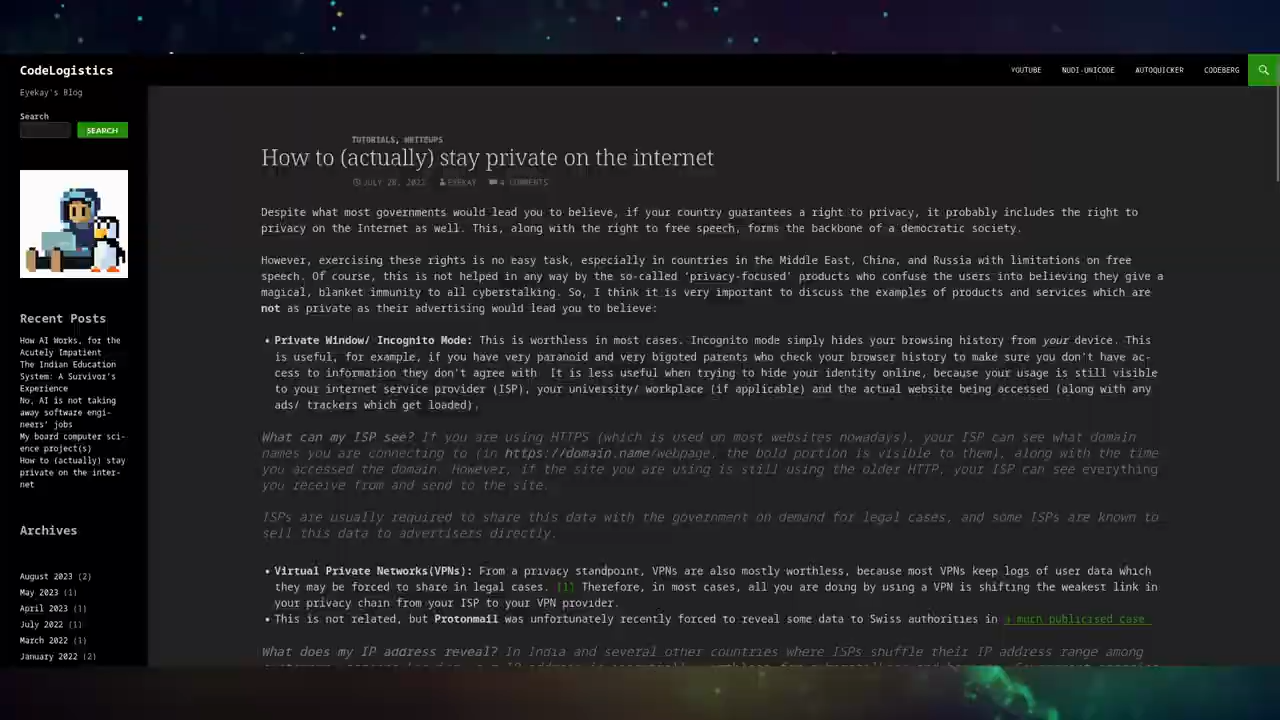 CodeLogistics
YOUTUBE
NUDI-UNICODE
AUTOQUICKER
CODEBERG
Eyekay's Blog
Search
SEARCH
Recent Posts
How AI Works, for the
Acutely Impatient
The Indian Education
System: A Survivor's
Experience
No, AI is not taking
away software engi-
neers' jobs
My board computer sci-
ence project(s)
How to (actually) stay
private on the inter-
net
Archives
August 2023 (2)
May 2023 (1)
April 2023 (1)
July 2022 (1)
March 2022 (1)
January 2022 (2)
TUTORIALS, WRITEUPS
How to (actually) stay private on the internet
JULY 28, 2022 EYEKAY 4 COMMENTS
Despite what most governments would lead you to believe, if your country guarantees a right to privacy, it probably includes the right to
privacy on the Internet as well. This, along with the right to free speech, forms the backbone of a democratic society.
However, exercising these rights is no easy task, especially in countries in the Middle East, China, and Russia with limitations on free
speech. Of course, this is not helped in any way by the so-called 'privacy-focused' products who confuse the users into believing they give a
magical, blanket immunity to all cyberstalking. So, I think it is very important to discuss the examples of products and services which are
not as private as their advertising would lead you to believe:
• Private Window/ Incognito Mode: This is worthless in most cases. Incognito mode simply hides your browsing history from your device. This
is useful, for example, if you have very paranoid and very bigoted parents who check your browser history to make sure you don't have ac-
cess to information they don't agree with. It is less useful when trying to hide your identity online, because your usage is still visible
to your internet service provider (ISP), your university/ workplace (if applicable) and the actual website being accessed (along with any
ads/ trackers which get loaded).
What can my ISP see? If you are using HTTPS (which is used on most websites nowadays), your ISP can see what domain
names you are connecting to (in https://domain.name/webpage, the bold portion is visible to them), along with the time
you accessed the domain. However, if the site you are using is still using the older HTTP, your ISP can see everything
you receive from and send to the site.
ISPs are usually required to share this data with the government on demand for legal cases, and some ISPs are known to
sell this data to advertisers directly.
• Virtual Private Networks(VPNs): From a privacy standpoint, VPNs are also mostly worthless, because most VPNs keep logs of user data which
they may be forced to share in legal cases. [1] Therefore, in most cases, all you are doing by using a VPN is shifting the weakest link in
your privacy chain from your ISP to your VPN provider.
• This is not related, but Protonmail was unfortunately recently forced to reveal some data to Swiss authorities in a much publicised case
What does my IP address reveal? In India and several other countries where ISPs shuffle their IP address range among